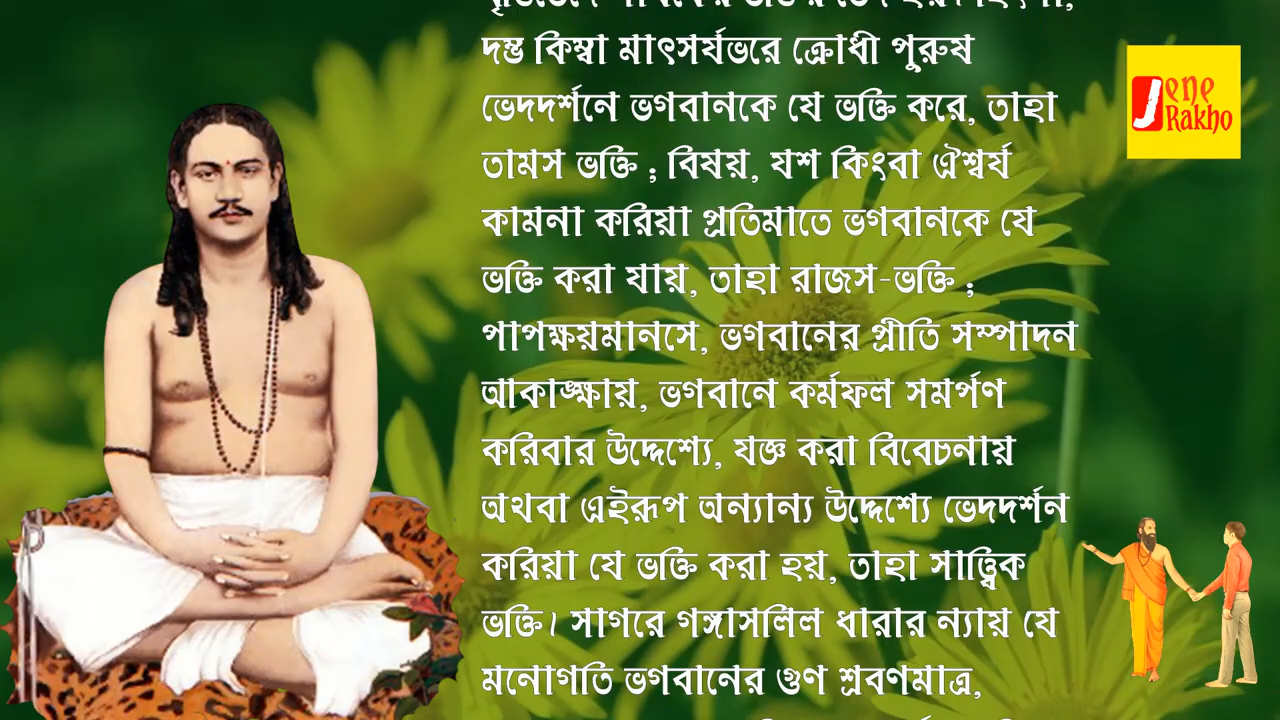 দম্ভ কিম্বা মাৎসর্যভরে ক্রোধী পুরুষ
ভেদদর্শনে ভগবানকে যে ভক্তি করে, তাহা
তামস ভক্তি ; বিষয়, যশ কিংবা ঐশ্বর্য
কামনা করিয়া প্রতিমাতে ভগবানকে যে
ভক্তি করা যায়, তাহা রাজস-ভক্তি ;
পাপক্ষয়মানসে, ভগবানের প্রীতি সম্পাদন
আকাঙ্ক্ষায়, ভগবানে কর্মফল সমর্পণ
করিবার উদ্দেশ্যে, যজ্ঞ করা বিবেচনায়
অথবা এইরূপ অন্যান্য উদ্দেশ্যে ভেদদর্শন
করিয়া যে ভক্তি করা হয়, তাহা সাত্ত্বিক
ভক্তি। সাগরে গঙ্গাসলিল ধারার ন্যায় যে
মনোগতি ভগবানের গুণ শ্রবণমাত্র,
Jene
Rakho